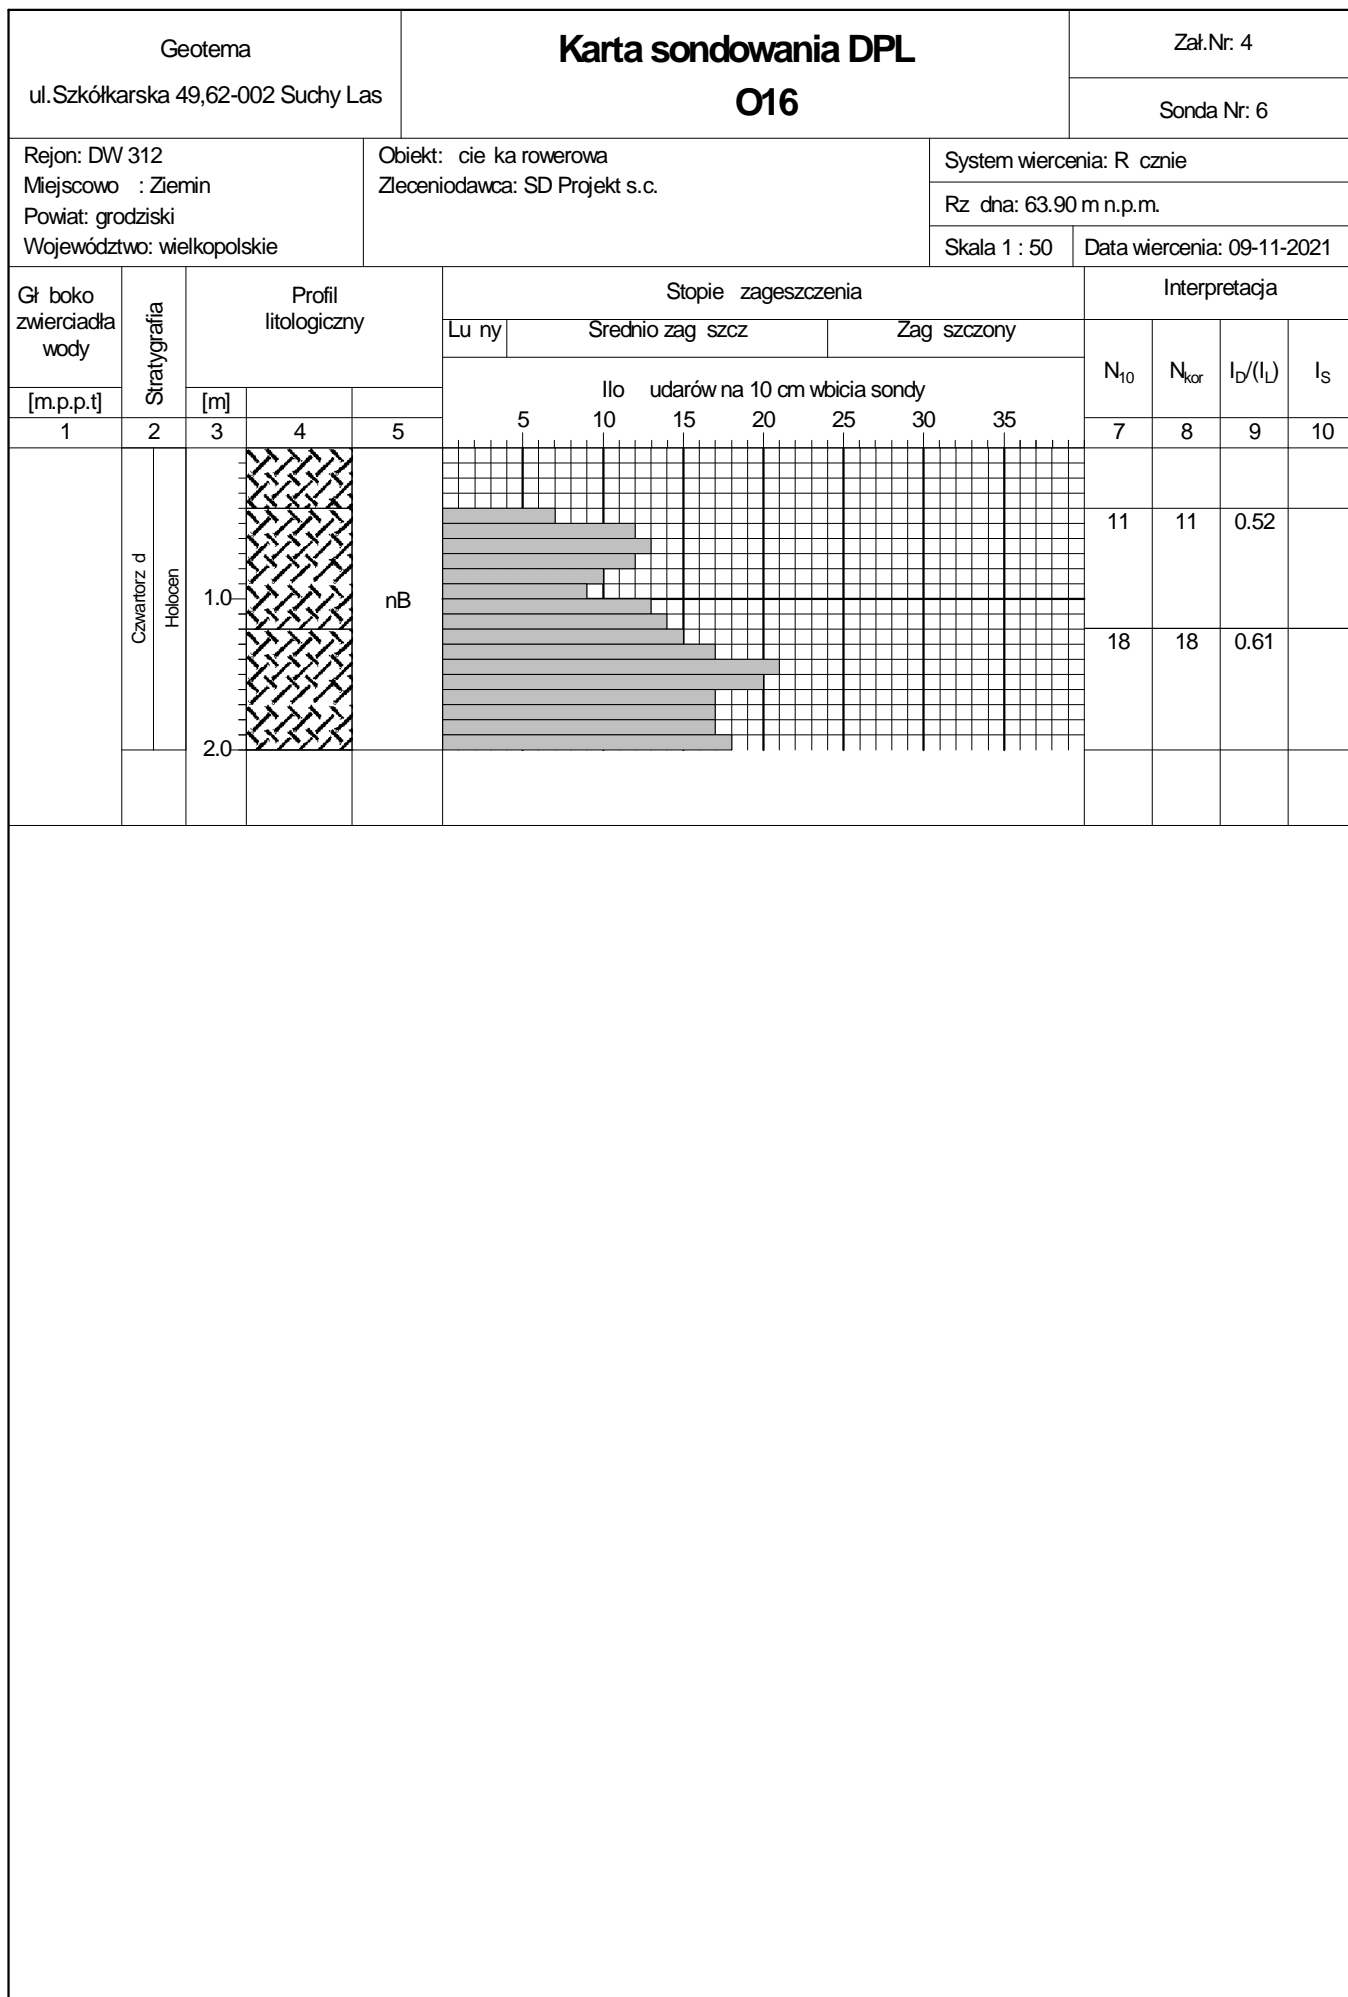 Geotema
ul.Szkółkarska 49,62-002 Suchy Las
Karta sondowania DPL
O16
Zał.Nr: 4
Sonda Nr: 6
Rejon: DW 312
Miejscowo : Ziemin
Powiat: grodziski
Województwo: wielkopolskie
Obiekt: cie ka rowerowa
Zleceniodawca: SD Projekt s.c.
System wiercenia: R cznie
Rz dna: 63.90 m n.p.m.
Skala 1 : 50
Data wiercenia: 09-11-2021
Gł boko
zwierciadła
wody
[m.p.p.t]
Stratygrafia
Profil
litologiczny
[m]
Stopie zageszczenia
Lu ny
Srednio zag szcz
Zag szczony
Ilo udarów na 10 cm wbicia sondy
5 10 15 20 25 30 35
Interpretacja
N10 Nkor ID/(IL) IS
1 2 3 4 5 7 8 9 10
Czwartorz d
Holocen
1.0
2.0
nB
11 11 0.52
18 18 0.61